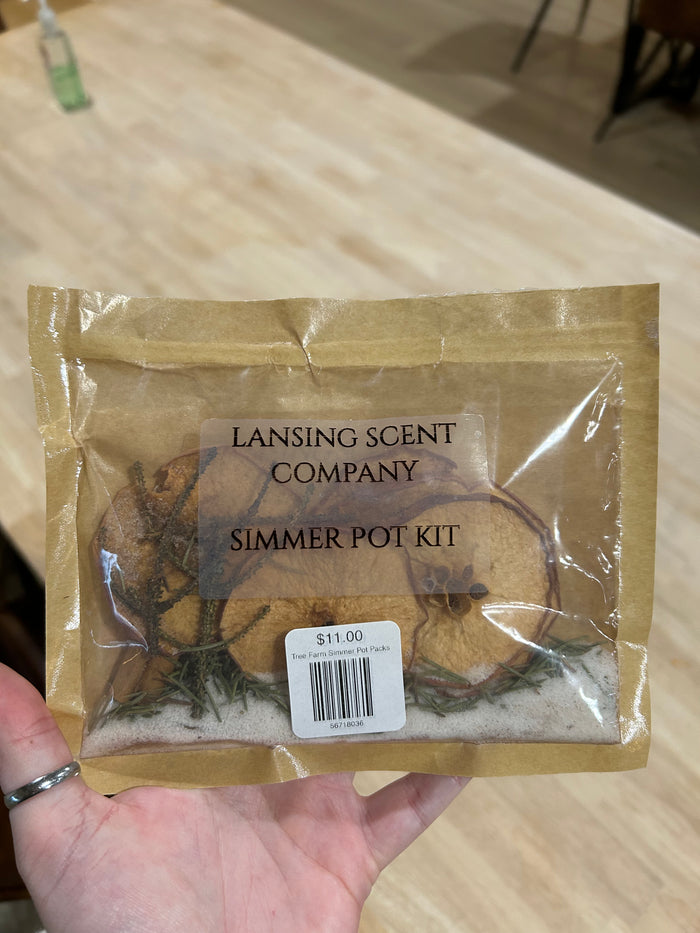 LANSING SCENT
COMPANY
SIMMER POT KIT
$11.00
Tree Farm Simmer Pot Packs
56718036